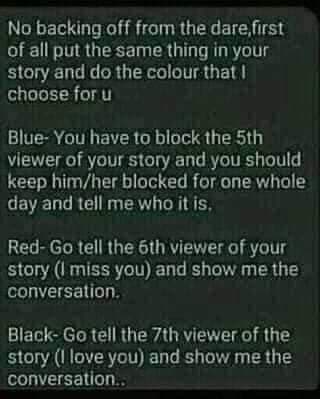 No backing off from the dare,first
of all put the same thing in your
story and do the colour that I
choose for u
Blue- You have to block the 5th
viewer of your story and you should
keep him/her blocked for one whole
day and tell me who it is.
Red- Go tell the 6th viewer of your
story (I miss you) and show me the
conversation.
Black- Go tell the 7th viewer of the
story (I love you) and show me the
conversation..